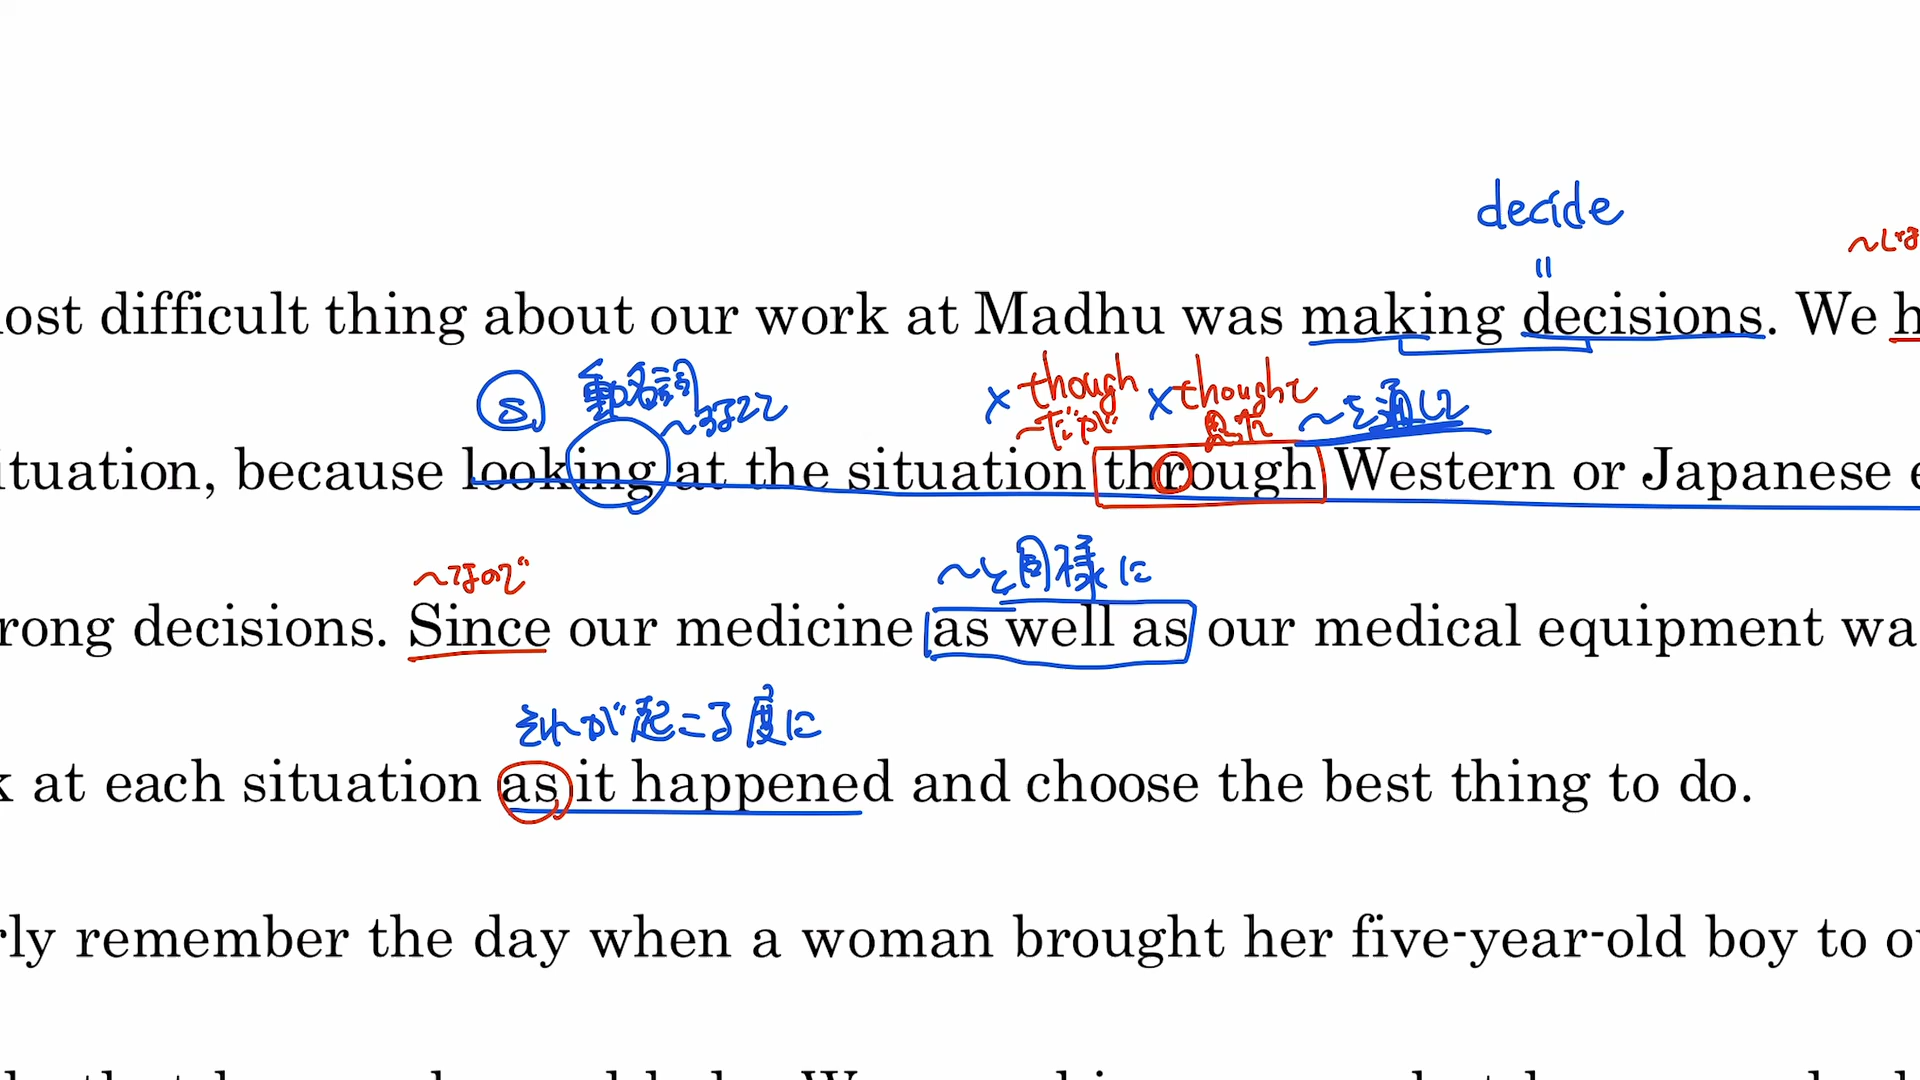 decide
〃
～しな
ost difficult thing about our work at Madhu was making decisions. We h
S 動名詞 ～すること × though ～だが × thought 思った ～を通して
ituation, because looking at the situation through Western or Japanese e
～なので ～と同様に
rong decisions. Since our medicine as well as our medical equipment wa
それが起こる度に
k at each situation as it happened and choose the best thing to do.
rly remember the day when a woman brought her five-year-old boy to o